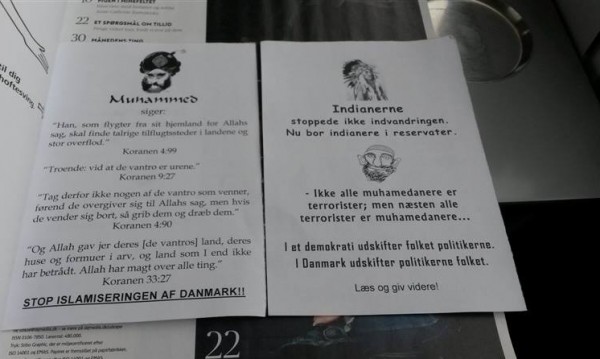 22 ET SPØRGSMÅL OM TILLID
30 MÅNEDENS TING
til dig
Muhammed
siger:
"Han, som flygter fra sit hjemland for Allahs
sag, skal finde talrige tilflugtssteder i landene og
stor overflod."
Koranen 4:99
"Troende: vid at de vantro er urene."
Koranen 9:27
"Tag derfor ikke nogen af de vantro som venner,
førend de overgiver sig til Allahs sag, men hvis
de vender sig bort, så grib dem og dræb dem."
Koranen 4:90
"Og Allah gav jer deres [de vantros] land, deres
huse og formuer i arv, og land som I end ikke
har betrådt. Allah har magt over alle ting."
Koranen 33:27
STOP ISLAMISERINGEN AF DANMARK!!
Indianerne
stoppede ikke indvandringen.
Nu bor indianere i reservater.
- Ikke alle muhamedanere er
terrorister; men næsten alle
terrorister er muhamedanere...
I et demokrati udskifter folket politikerne.
I Danmark udskifter politikerne folket.
Læs og giv videre!
22